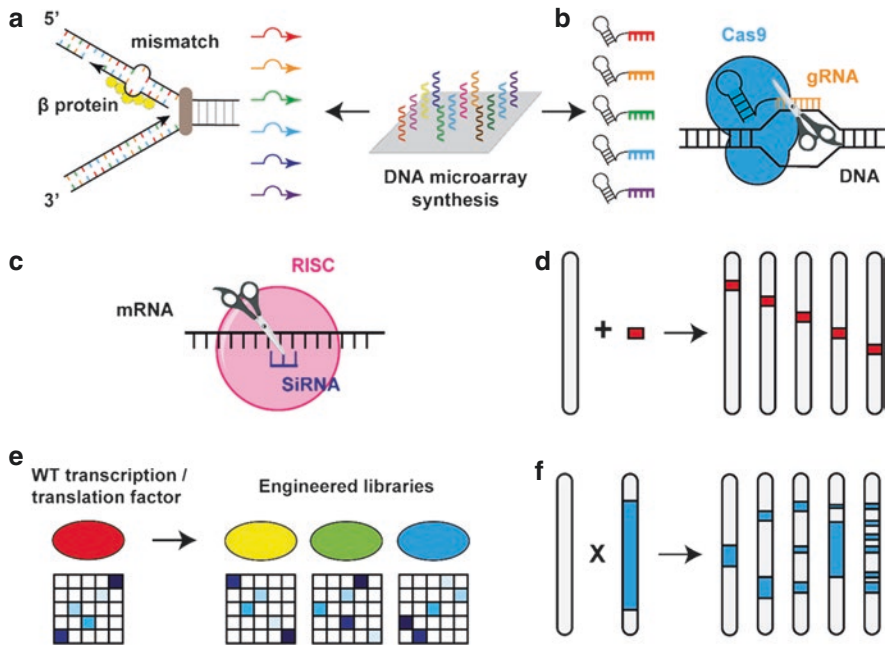 a
5'
mismatch
β protein
3'
DNA microarray
synthesis
b
Cas9
gRNA
DNA
c
RISC
mRNA
SiRNA
d
+
e
WT transcription /
translation factor
Engineered libraries
f
X